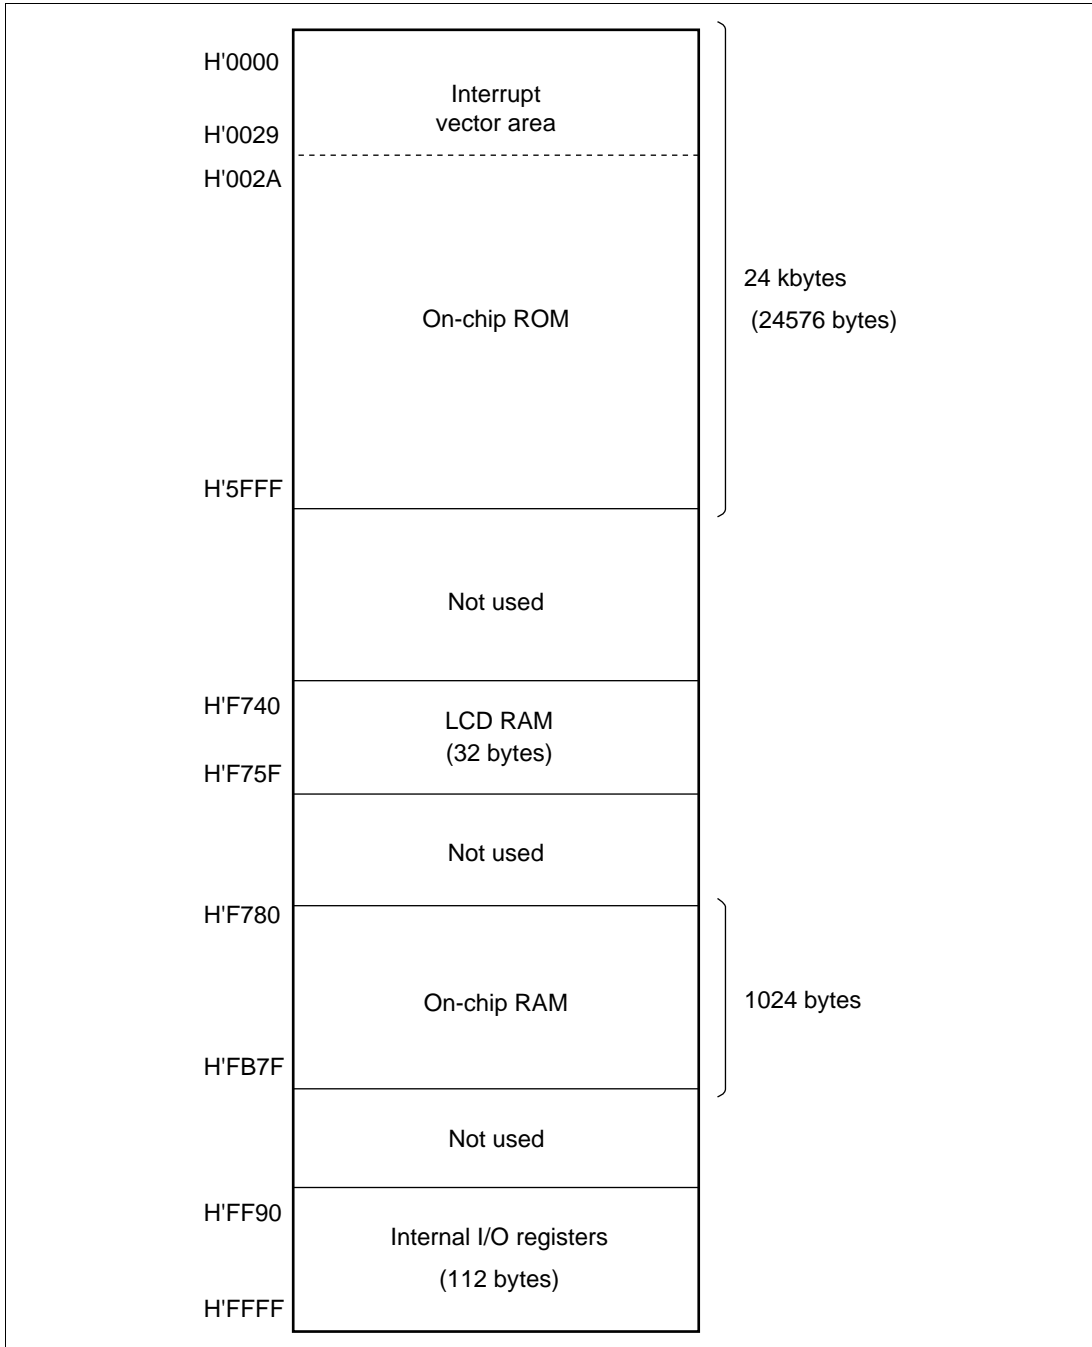 H'0000
Interrupt
vector area
H'0029
H'002A
24 kbytes
(24576 bytes)
On-chip ROM
H'5FFF
Not used
H'F740
LCD RAM
(32 bytes)
H'F75F
Not used
H'F780
On-chip RAM
1024 bytes
H'FB7F
Not used
H'FF90
Internal I/O registers
(112 bytes)
H'FFFF